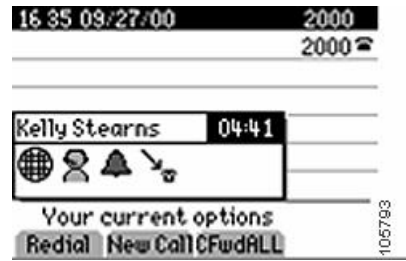 16 35 09/27/00 2000
2000
Kelly Stearns 04:41
Your current options
Redial New Call CFwdALL
105793